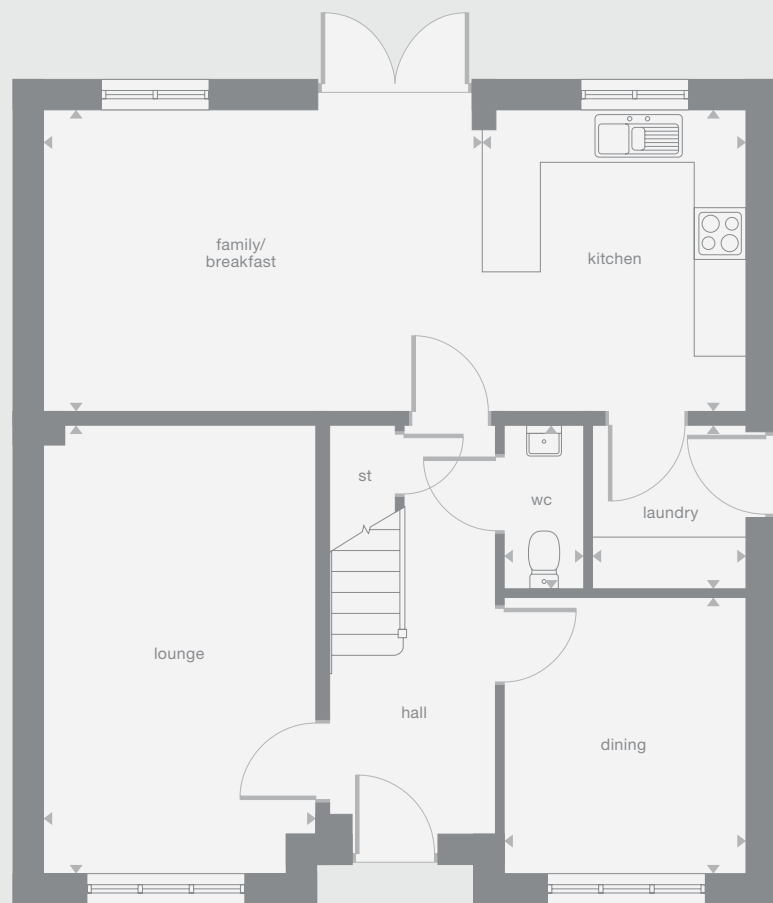 family/
breakfast
kitchen
st
wc
laundry
lounge
hall
dining